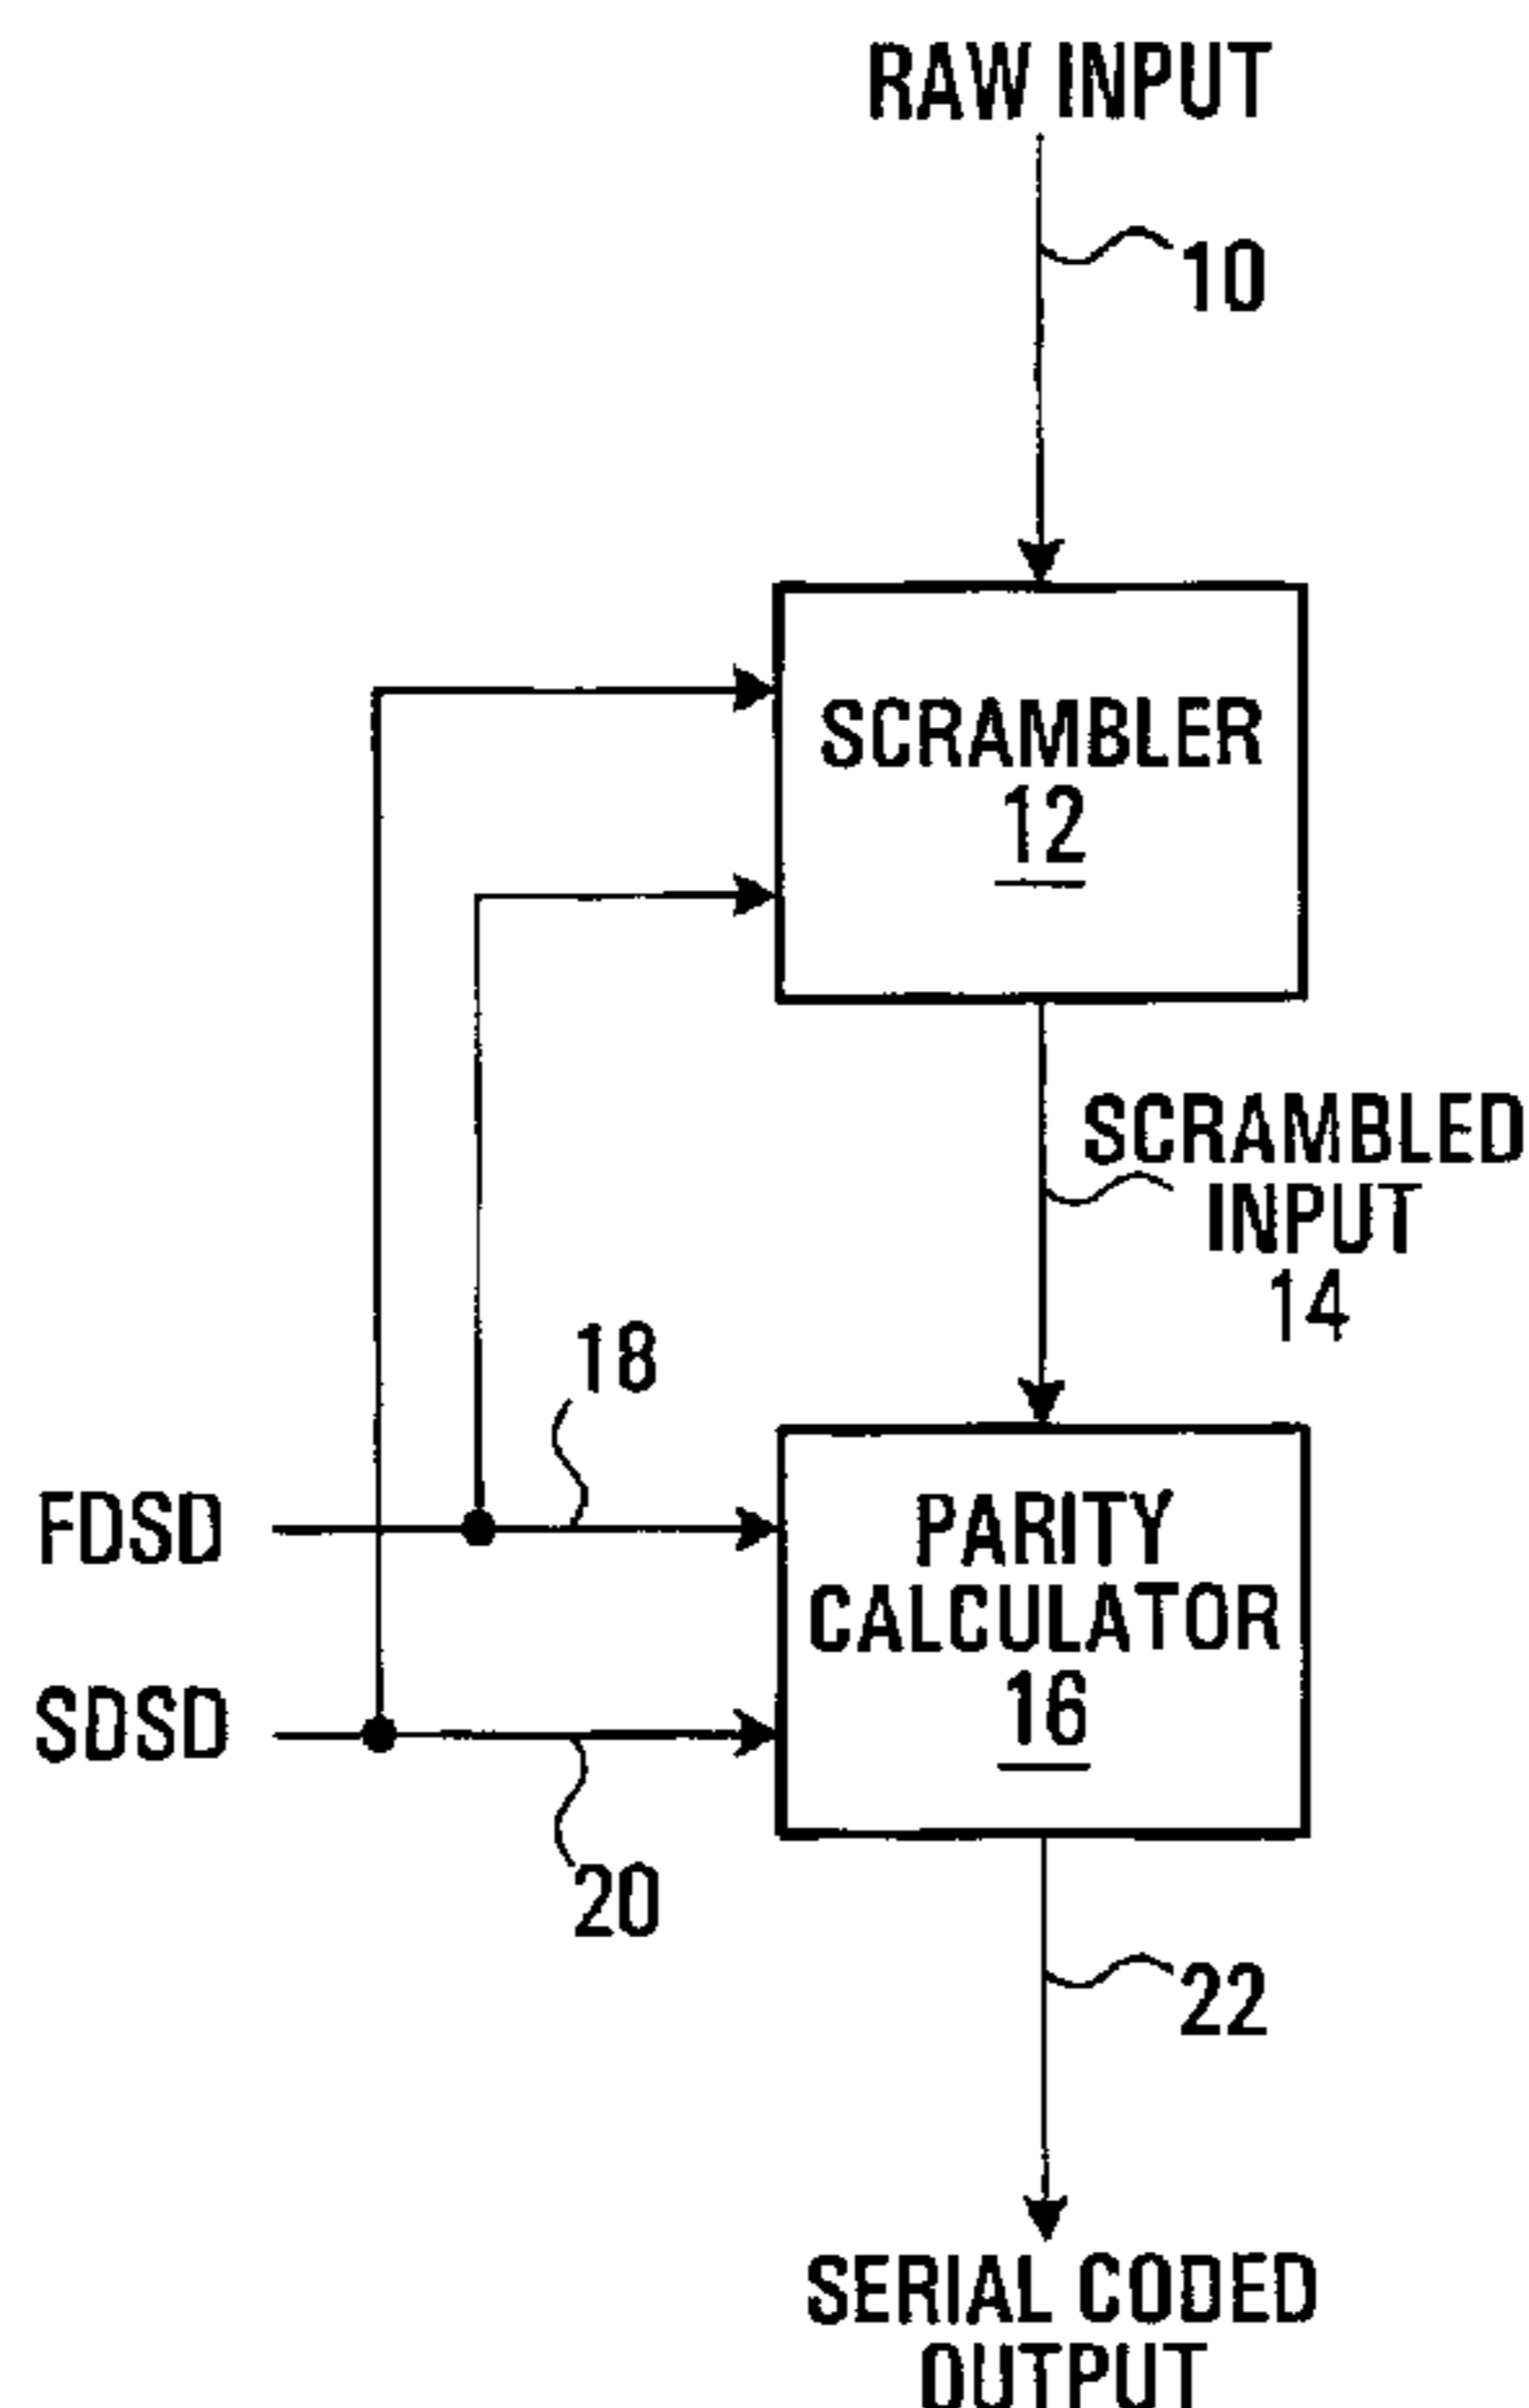 RAW INPUT
10
SCRAMBLER
12
SCRAMBLED
INPUT
14
18
FDSD
PARITY
CALCULATOR
16
SDSD
20
22
SERIAL CODED
OUTPUT